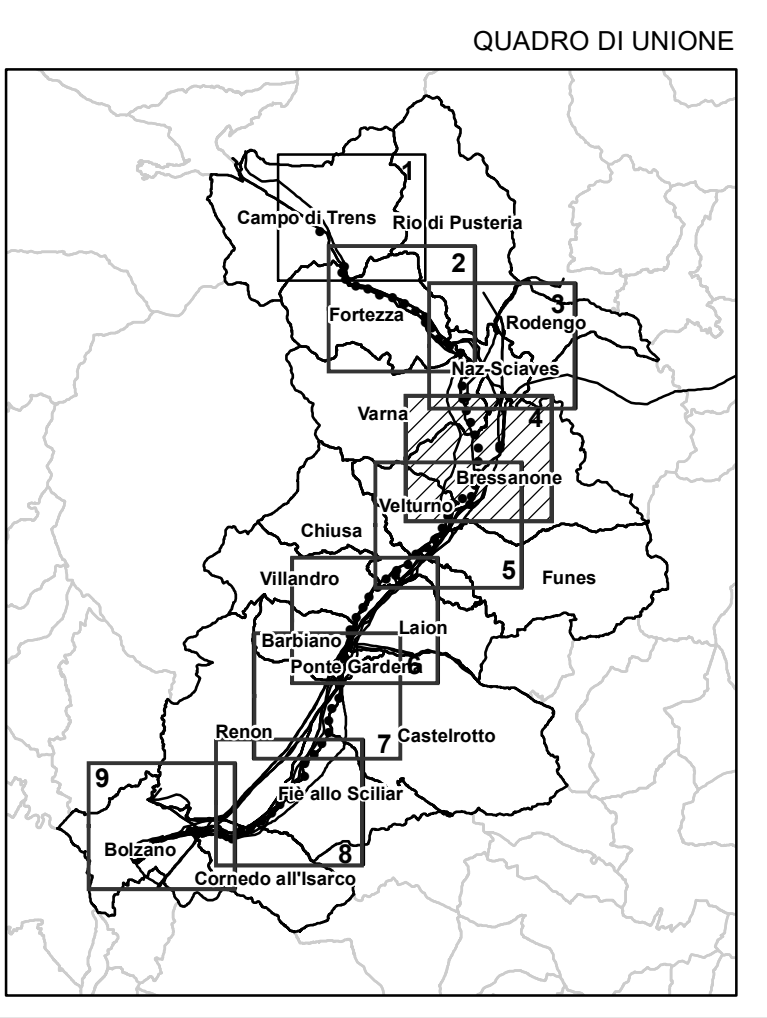 QUADRO DI UNIONE
1
Campo di Trens
Rio di Pusteria
2
3
Fortezza
Rodengo
Naz-Sciaves
Varna
4
Bressanone
Velturno
Chiusa
5
Villandro
Funes
Laion
Barbiano
6
Ponte Gardena
Renon
7
Castelrotto
9
Fiè allo Sciliar
Bolzano
8
Cornedo all'Isarco